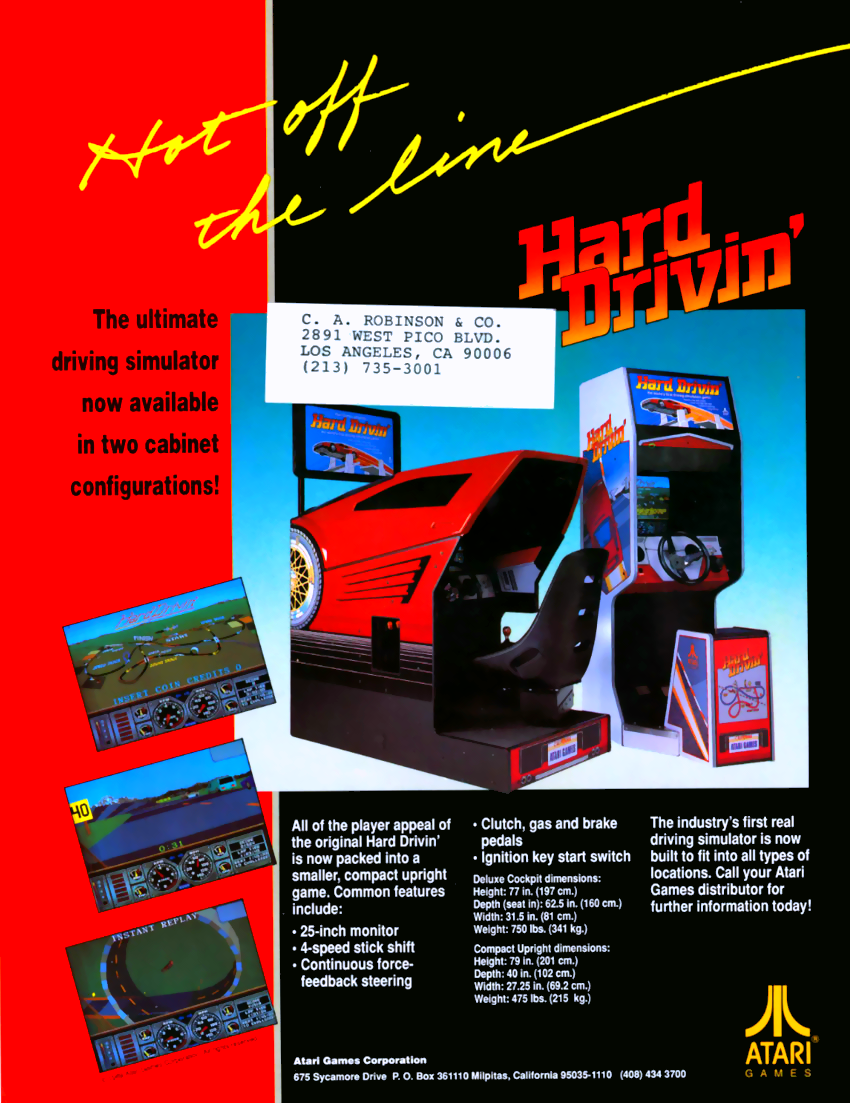 Hot off
the line
Hard
Drivin'
The ultimate
driving simulator
now available
in two cabinet
configurations!
C. A. ROBINSON & CO.
2891 WEST PICO BLVD.
LOS ANGELES, CA 90006
(213) 735-3001
Hard Drivin'
Hard Drivin'
Hard
Drivin'
ATARI GAMES
Hard
Drivin'
ATARI GAMES
Hard Drivin'
FINISH
START
INSERT COIN CREDITS 0
40
0:31
INSTANT REPLAY
All of the player appeal of
the original Hard Drivin'
is now packed into a
smaller, compact upright
game. Common features
include:
• 25-inch monitor
• 4-speed stick shift
• Continuous force-
feedback steering
• Clutch, gas and brake
pedals
• Ignition key start switch
Deluxe Cockpit dimensions:
Height: 77 in. (197 cm.)
Depth (seat in): 62.5 in. (160 cm.)
Width: 31.5 in. (81 cm.)
Weight: 750 lbs. (341 kg.)
Compact Upright dimensions:
Height: 79 in. (201 cm.)
Depth: 40 in. (102 cm.)
Width: 27.25 in. (69.2 cm.)
Weight: 475 lbs. (215 kg.)
The industry's first real
driving simulator is now
built to fit into all types of
locations. Call your Atari
Games distributor for
further information today!
ATARI®
GAMES
Atari Games Corporation
675 Sycamore Drive P. O. Box 361110 Milpitas, California 95035-1110 (408) 434 3700